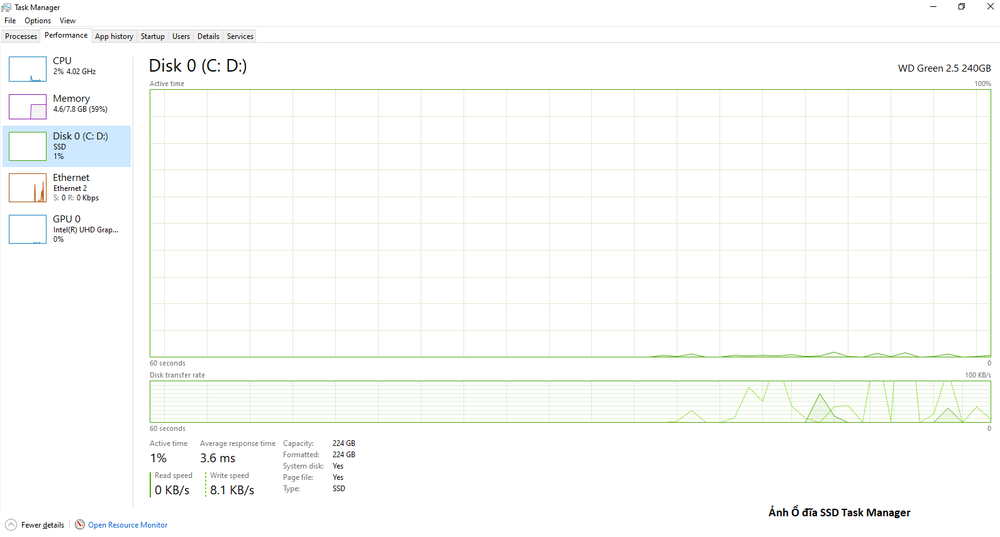 Task Manager
File Options View
Processes Performance App history Startup Users Details Services
CPU
2% 4.02 GHz
Memory
4.6/7.8 GB (59%)
Disk 0 (C: D:)
SSD
1%
Ethernet
Ethernet 2
S: 0 R: 0 Kbps
GPU 0
Intel(R) UHD Grap...
0%
Disk 0 (C: D:)
WD Green 2.5 240GB
Active time 100%
60 seconds 0
Disk transfer rate 100 KB/s
60 seconds 0
Active time Average response time
1% 3.6 ms
Read speed Write speed
0 KB/s 8.1 KB/s
Capacity: 224 GB
Formatted: 224 GB
System disk: Yes
Page file: Yes
Type: SSD
Ảnh Ổ đĩa SSD Task Manager
Fewer details Open Resource Monitor